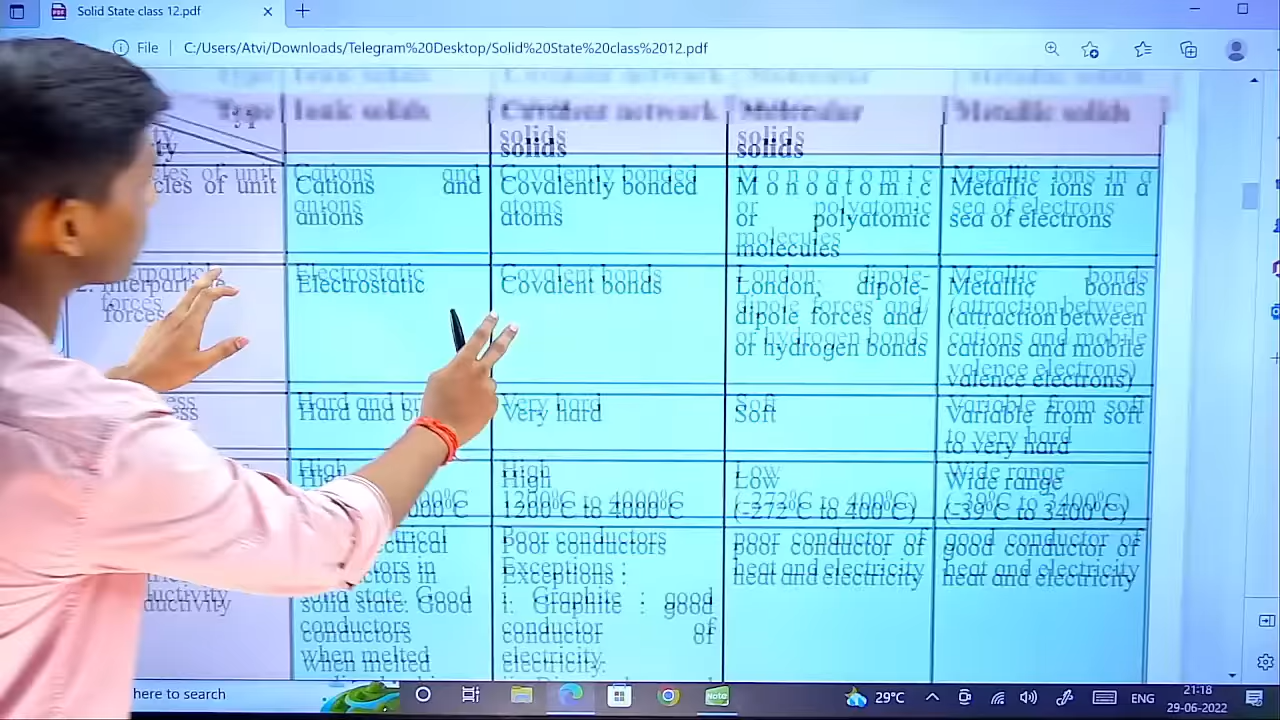 Solid State class 12.pdf
File
C:/Users/Atvi/Downloads/Telegram%20Desktop/Solid%20State%20class%2012.pdf
Type
Ionic solids
Covalent network
solids
Molecular
solids
Metallic solids
cles of unit
Cations and
anions
Covalently bonded
atoms
Monoatomic
or polyatomic
molecules
Metallic ions in a
sea of electrons
2. Interparticle
forces
Electrostatic
Covalent bonds
London, dipole-
dipole forces and/
or hydrogen bonds
Metallic bonds
(attraction between
cations and mobile
valence electrons)
Hard and
Very hard
Soft
Variable from soft
to very hard
High
High
1200°C to 4000°C
Low
(-272°C to 400°C)
Wide range
(-39°C to 3400°C)
solid state. Good
conductors
when melted
Poor conductors
Exceptions :
i. Graphite : good
conductor of
electricity.
poor conductor of
heat and electricity
good conductor of
heat and electricity
here to search
Note
29°C
ENG
21:18
29-06-2022